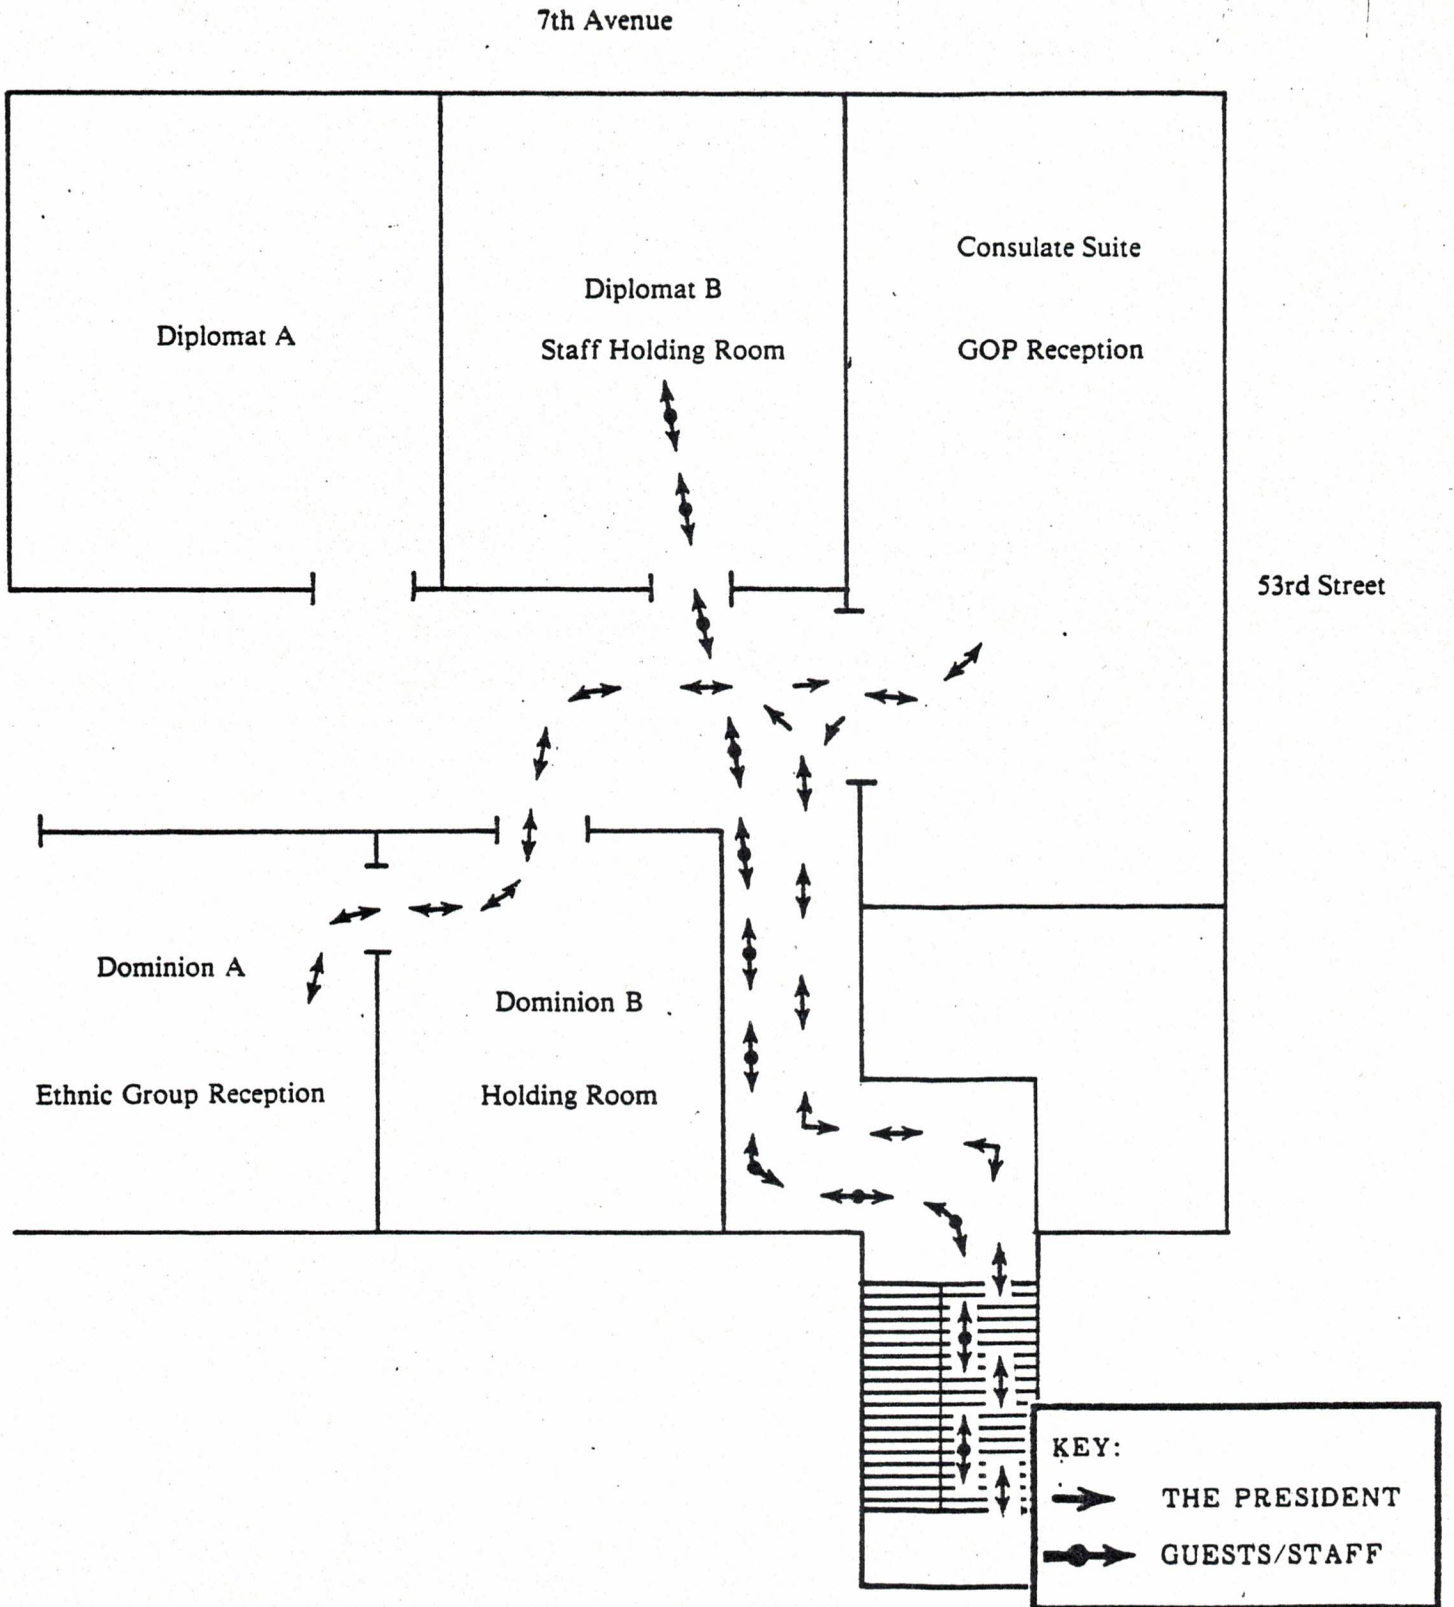 7th Avenue
Consulate Suite
Diplomat B
Diplomat A
Staff Holding Room
GOP Reception
53rd Street
Dominion A
Dominion B
Ethnic Group Reception
Holding Room
KEY:
THE PRESIDENT
GUESTS/STAFF